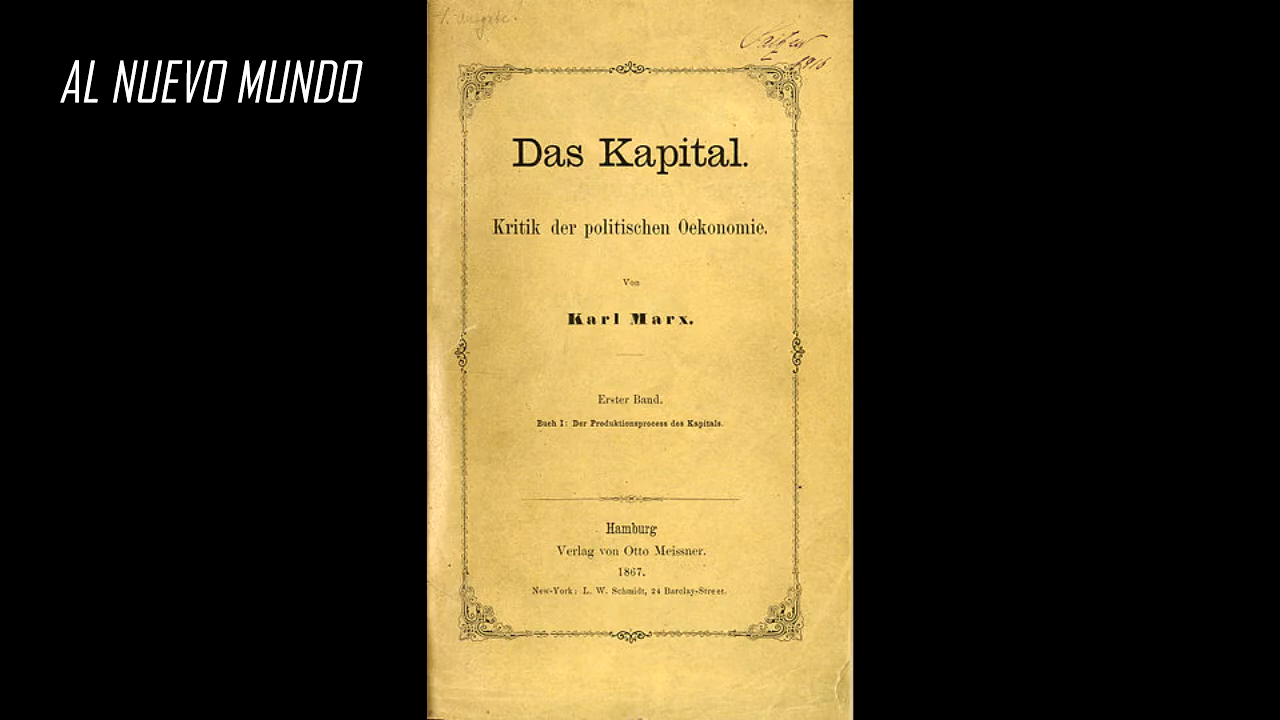 AL NUEVO MUNDO
Das Kapital.
Kritik der politischen Oekonomie.
Von
Karl Marx.
Erster Band.
Buch I: Der Produktionsprocess des Kapitals.
Hamburg
Verlag von Otto Meissner.
1867.
New-York: L. W. Schmidt, 24 Barclay-Street.